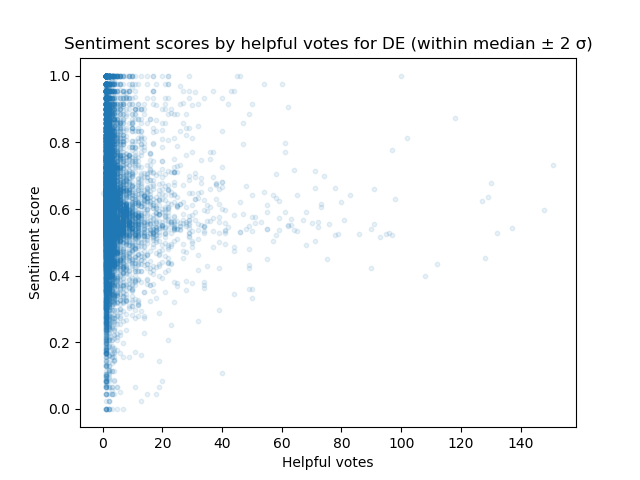 Sentiment scores by helpful votes for DE (within median ± 2 σ)
1.0
0.8
0.6
0.4
0.2
0.0
Sentiment score
0 20 40 60 80 100 120 140
Helpful votes